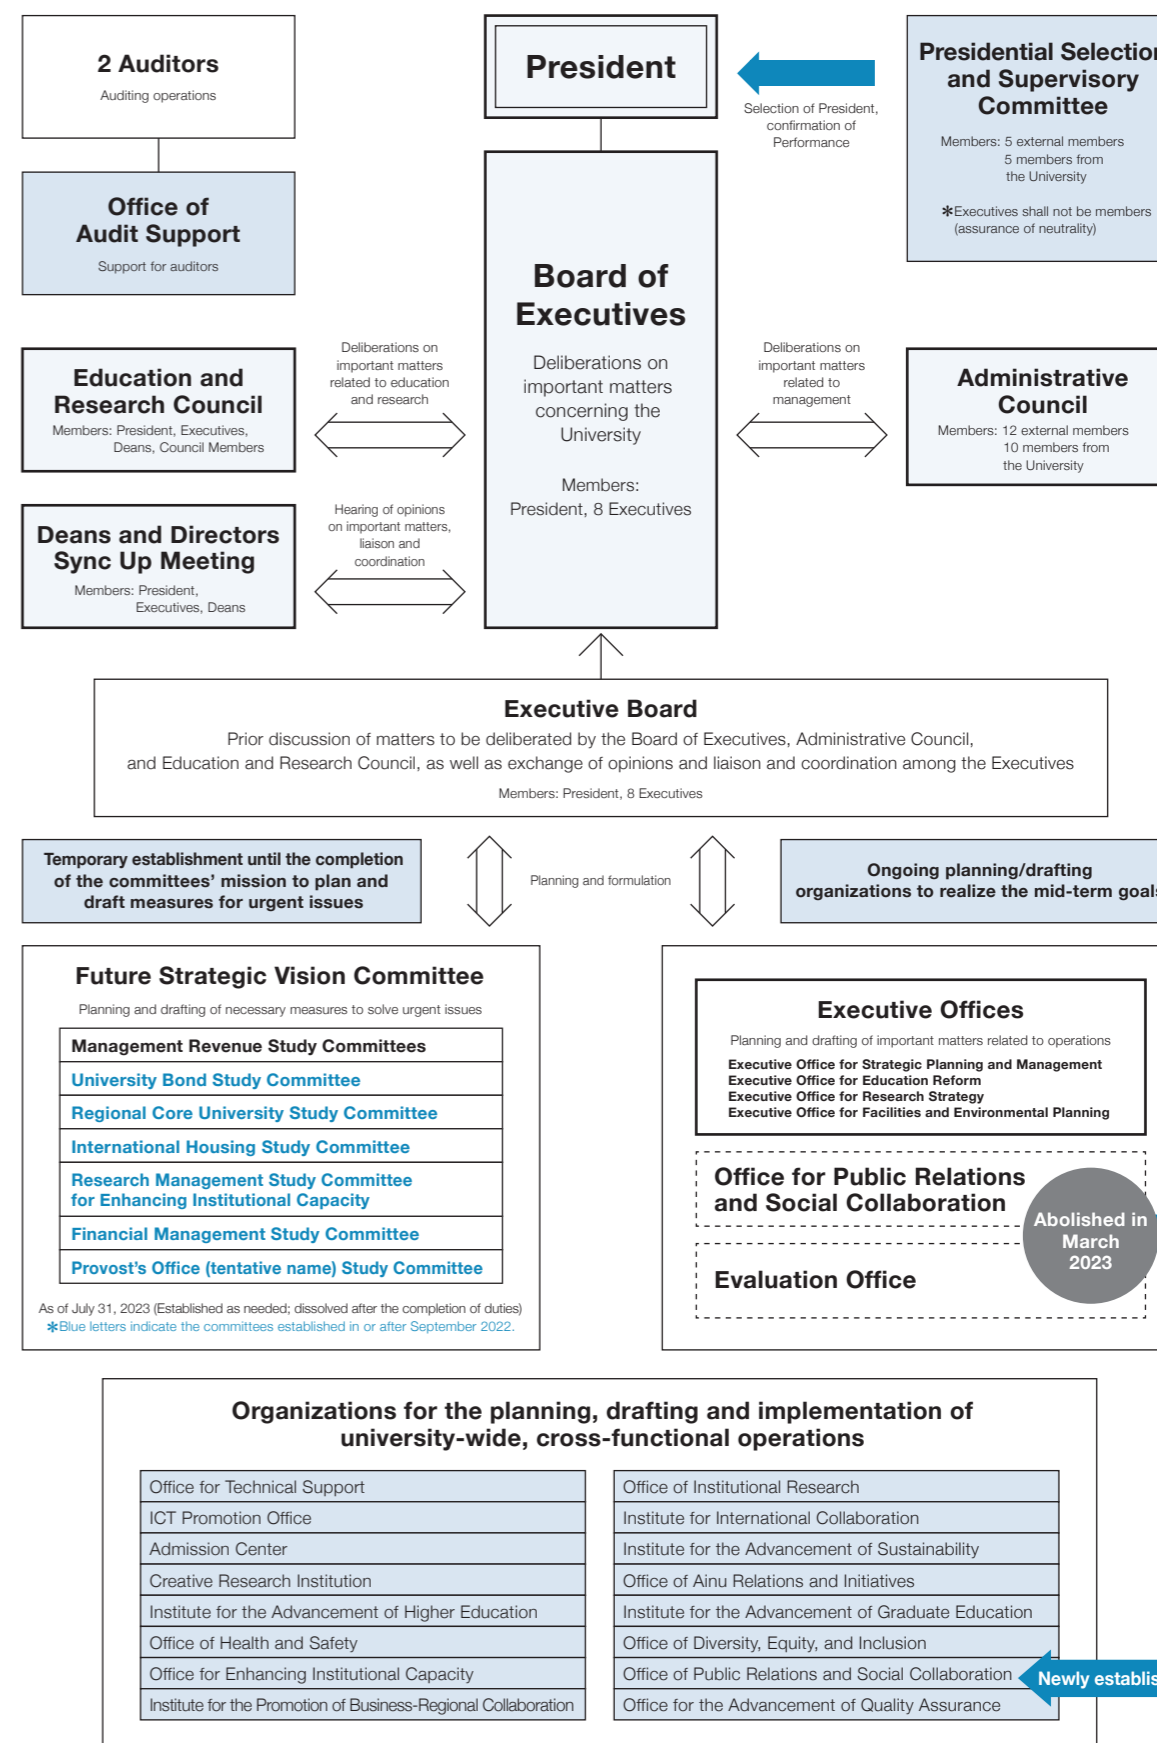 2 Auditors
Auditing operations
Office of
Audit Support
Support for auditors
President
Selection of President,
confirmation of
Performance
Presidential Selection
and Supervisory
Committee
Members: 5 external members
5 members from
the University
✻Executives shall not be members
(assurance of neutrality)
Board of
Executives
Deliberations on
important matters
concerning the
University
Members:
President, 8 Executives
Education and
Research Council
Members: President, Executives,
Deans, Council Members
Deliberations on
important matters
related to education
and research
Deliberations on
important matters
related to
management
Administrative
Council
Members: 12 external members
10 members from
the University
Deans and Directors
Sync Up Meeting
Members: President,
Executives, Deans
Hearing of opinions
on important matters,
liaison and
coordination
Executive Board
Prior discussion of matters to be deliberated by the Board of Executives, Administrative Council,
and Education and Research Council, as well as exchange of opinions and liaison and coordination among the Executives
Members: President, 8 Executives
Temporary establishment until the completion
of the committees’ mission to plan and
draft measures for urgent issues
Planning and formulation
Ongoing planning/drafting
organizations to realize the mid-term goals
Future Strategic Vision Committee
Planning and drafting of necessary measures to solve urgent issues
Management Revenue Study Committees
University Bond Study Committee
Regional Core University Study Committee
International Housing Study Committee
Research Management Study Committee
for Enhancing Institutional Capacity
Financial Management Study Committee
Provost’s Office (tentative name) Study Committee
As of July 31, 2023 (Established as needed; dissolved after the completion of duties)
✻Blue letters indicate the committees established in or after September 2022.
Executive Offices
Planning and drafting of important matters related to operations
Executive Office for Strategic Planning and Management
Executive Office for Education Reform
Executive Office for Research Strategy
Executive Office for Facilities and Environmental Planning
Office for Public Relations
and Social Collaboration
Evaluation Office
Abolished in
March
2023
Organizations for the planning, drafting and implementation of
university-wide, cross-functional operations
Office for Technical Support
ICT Promotion Office
Admission Center
Creative Research Institution
Institute for the Advancement of Higher Education
Office of Health and Safety
Office for Enhancing Institutional Capacity
Institute for the Promotion of Business-Regional Collaboration
Office of Institutional Research
Institute for International Collaboration
Institute for the Advancement of Sustainability
Office of Ainu Relations and Initiatives
Institute for the Advancement of Graduate Education
Office of Diversity, Equity, and Inclusion
Office of Public Relations and Social Collaboration
Office for the Advancement of Quality Assurance
Newly establis